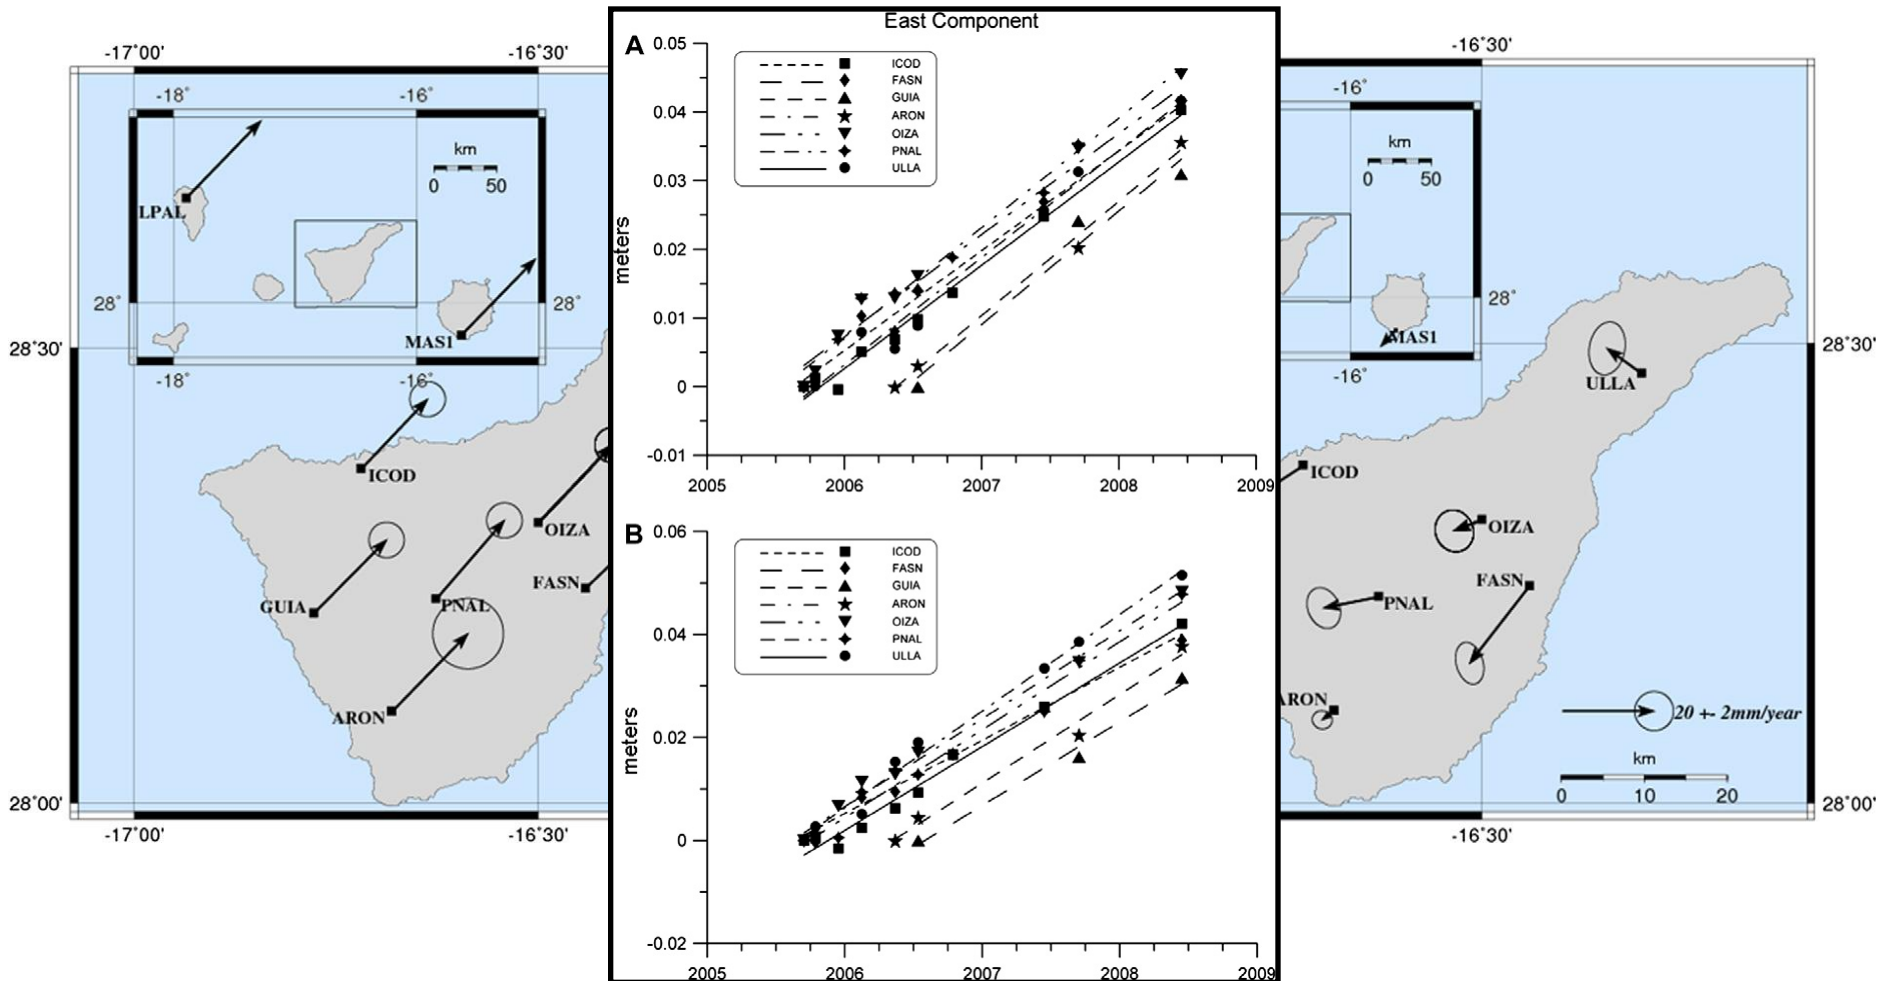 -17°00'
-16°30'
-18°
-16°
km
0 50
LPAL
28°
28°
MAS1
-18°
-16°
28°30'
ICOD
OIZA
FASN
GUIA
PNAL
ARON
28°00'
-17°00'
-16°30'
East Component
A
0.05
0.04
0.03
0.02
0.01
0
-0.01
meters
ICOD
FASN
GUIA
ARON
OIZA
PNAL
ULLA
2005 2006 2007 2008 2009
B
0.06
0.04
0.02
0
-0.02
meters
ICOD
FASN
GUIA
ARON
OIZA
PNAL
ULLA
2005 2006 2007 2008 2009
-16°30'
-16°
km
0 50
28°
MAS1
-16°
28°30'
ULLA
ICOD
OIZA
FASN
PNAL
ARON
20 +- 2mm/year
km
0 10 20
28°00'
-16°30'